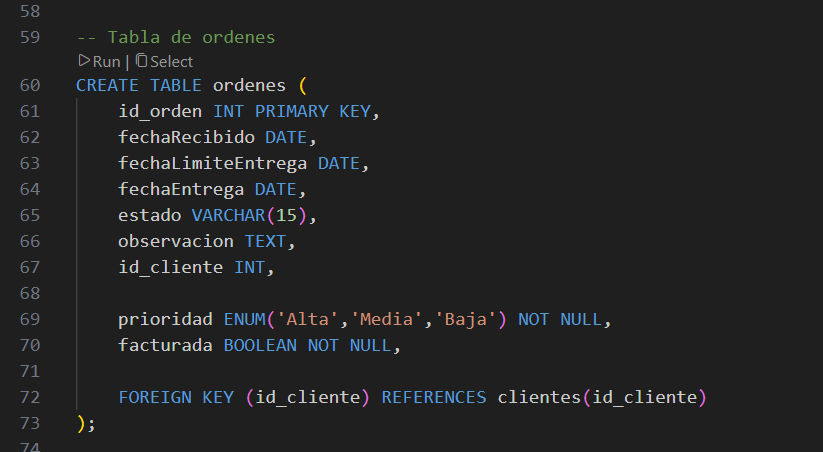 58
59 -- Tabla de ordenes
Run | Select
60 CREATE TABLE ordenes (
61 id_orden INT PRIMARY KEY,
62 fechaRecibido DATE,
63 fechaLimiteEntrega DATE,
64 fechaEntrega DATE,
65 estado VARCHAR(15),
66 observacion TEXT,
67 id_cliente INT,
68
69 prioridad ENUM('Alta','Media','Baja') NOT NULL,
70 facturada BOOLEAN NOT NULL,
71
72 FOREIGN KEY (id_cliente) REFERENCES clientes(id_cliente)
73 );
74